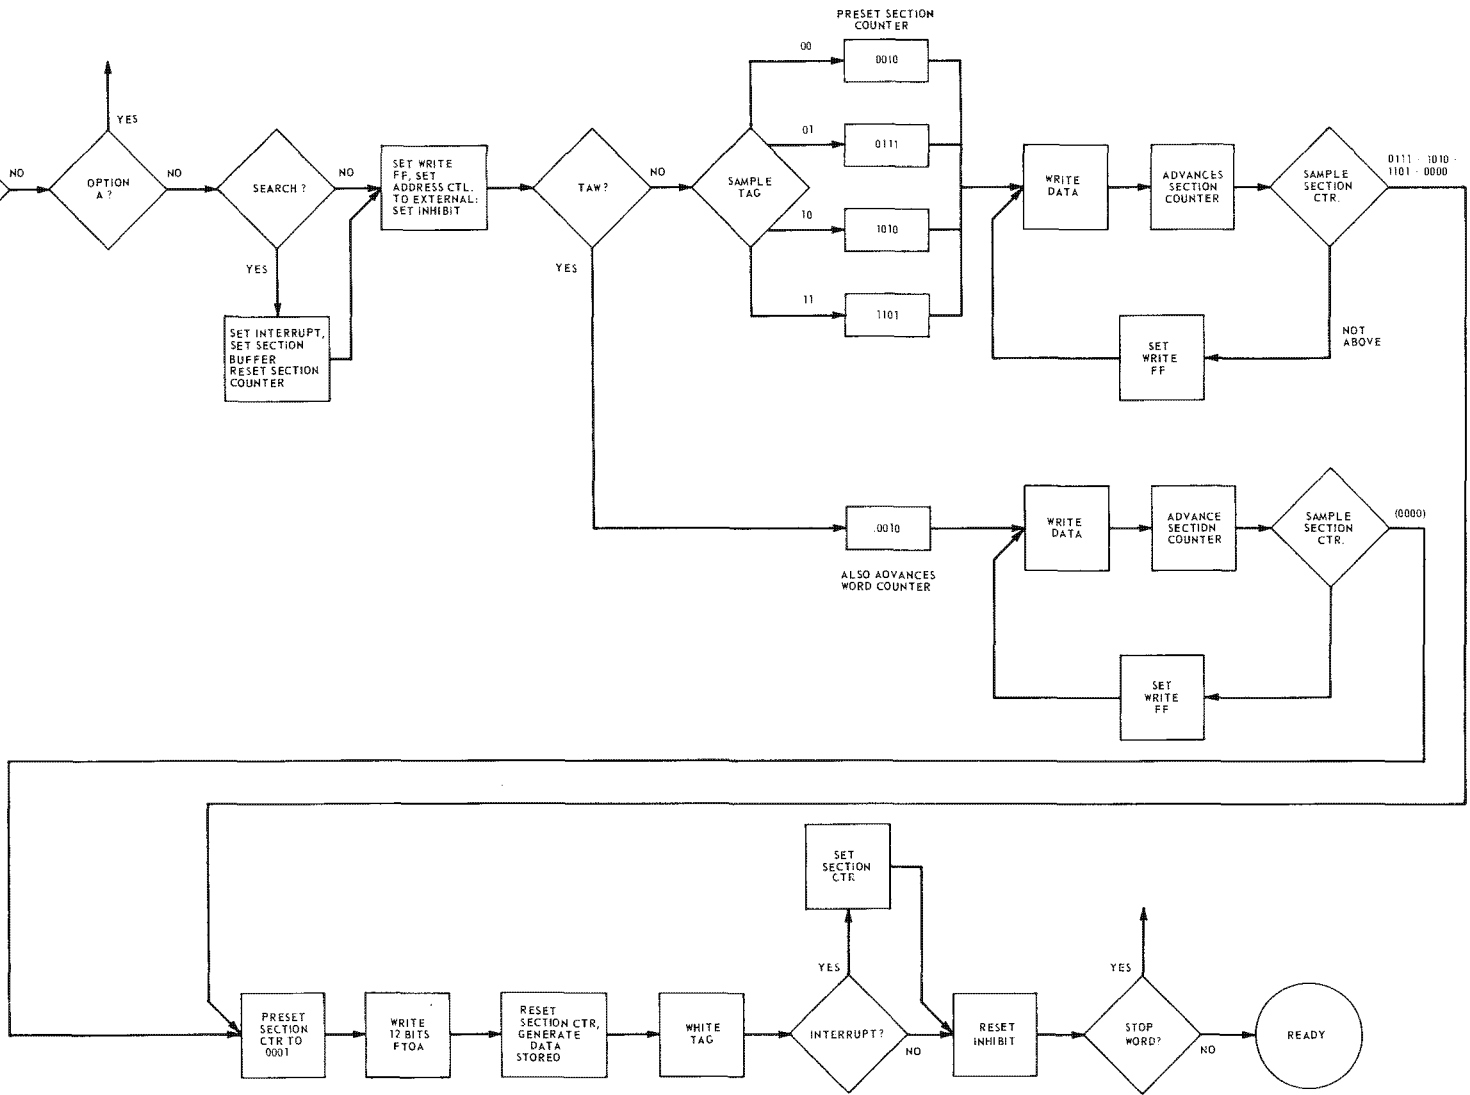 PRESET SECTION
COUNTER
00
0010
YES
NO
OPTION
A?
NO
SEARCH?
NO
YES
SET INTERRUPT,
SET SECTION
BUFFER
RESET SECTION
COUNTER
SET WRITE
FF, SET
ADDRESS CTL.
TO EXTERNAL:
SET INHIBIT
TAW?
NO
YES
SAMPLE
TAG
01
0111
10
1010
11
1101
WRITE
DATA
ADVANCES
SECTION
COUNTER
SAMPLE
SECTION
CTR.
0111 · 1010 ·
1101 · 0000
NOT
ABOVE
SET
WRITE
FF
.0010
ALSO ADVANCES
WORD COUNTER
WRITE
DATA
ADVANCE
SECTION
COUNTER
SAMPLE
SECTION
CTR.
(0000)
SET
WRITE
FF
PRESET
SECTION
CTR TO
0001
WRITE
12 BITS
FTOA
RESET
SECTION CTR,
GENERATE
DATA
STORED
WHITE
TAG
INTERRUPT?
YES
NO
SET
SECTION
CTR
RESET
INHIBIT
STOP
WORD?
YES
NO
READY